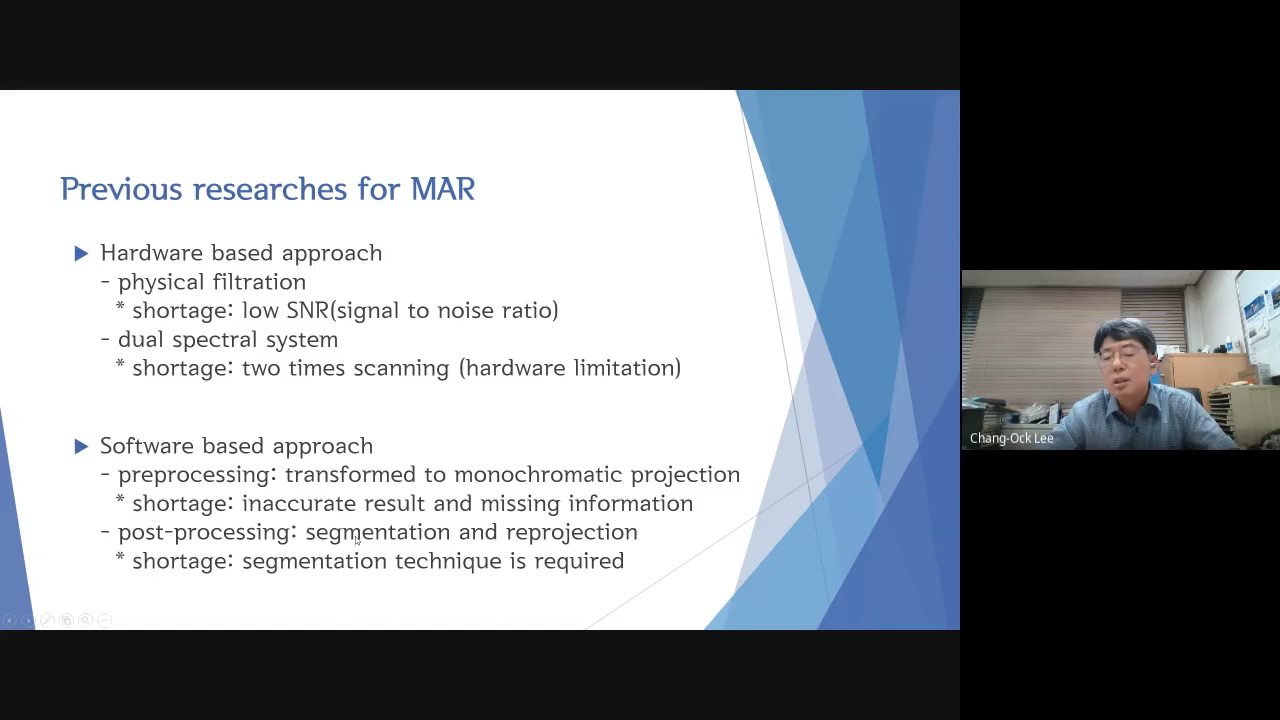 Previous researches for MAR
Hardware based approach
- physical filtration
* shortage: low SNR(signal to noise ratio)
- dual spectral system
* shortage: two times scanning (hardware limitation)
Software based approach
- preprocessing: transformed to monochromatic projection
* shortage: inaccurate result and missing information
- post-processing: segmentation and reprojection
* shortage: segmentation technique is required
Chang-Ock Lee